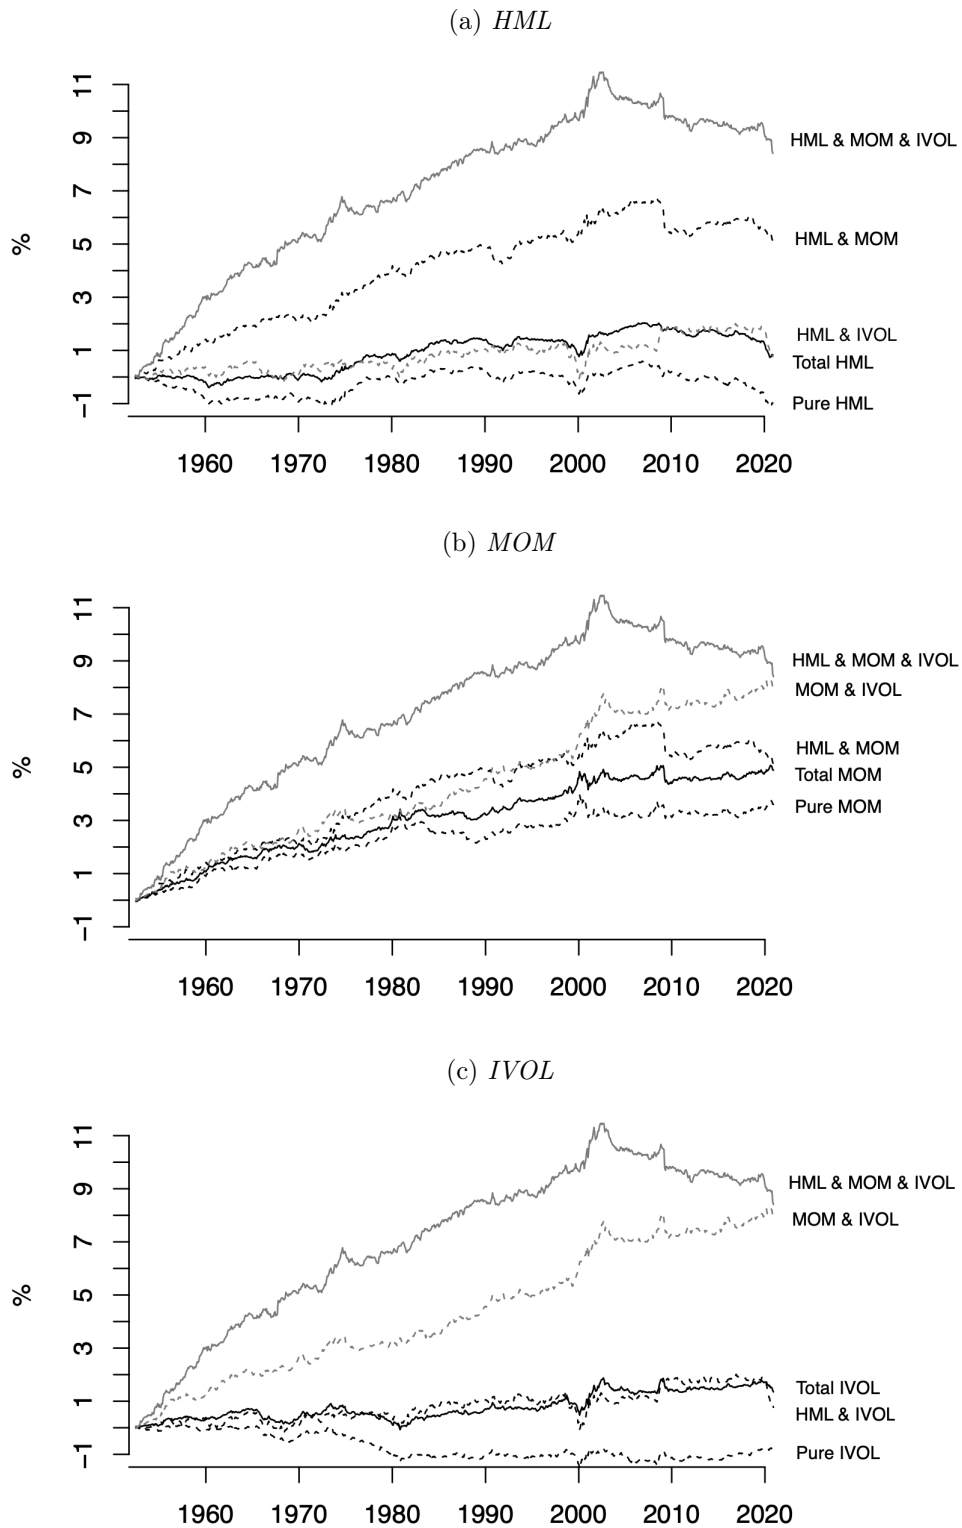 (a) HML
11
9
7
5
3
1
−1
%
HML & MOM & IVOL
HML & MOM
HML & IVOL
Total HML
Pure HML
1960 1970 1980 1990 2000 2010 2020
(b) MOM
11
9
7
5
3
1
−1
%
HML & MOM & IVOL
MOM & IVOL
HML & MOM
Total MOM
Pure MOM
1960 1970 1980 1990 2000 2010 2020
(c) IVOL
11
9
7
5
3
1
−1
%
HML & MOM & IVOL
MOM & IVOL
Total IVOL
HML & IVOL
Pure IVOL
1960 1970 1980 1990 2000 2010 2020